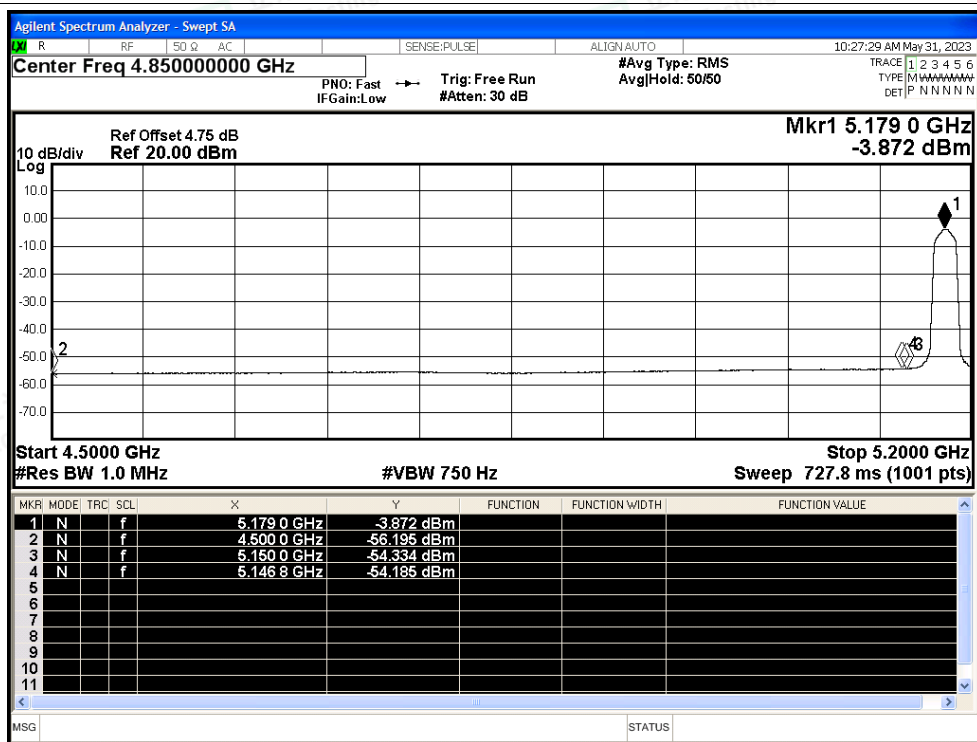 Agilent Spectrum Analyzer - Swept SA
LXI R RF 50 Ω AC SENSE:PULSE ALIGN AUTO 10:27:29 AM May 31, 2023
Center Freq 4.850000000 GHz
PNO: Fast
IFGain:Low
Trig: Free Run
#Atten: 30 dB
#Avg Type: RMS
Avg|Hold: 50/50
TRACE 1 2 3 4 5 6
TYPE M
DET P N N N N N
Mkr1 5.179 0 GHz
-3.872 dBm
Ref Offset 4.75 dB
10 dB/div Ref 20.00 dBm
Log
10.0
0.00
-10.0
-20.0
-30.0
-40.0
-50.0
-60.0
-70.0
1
2
43
Start 4.5000 GHz Stop 5.2000 GHz
#Res BW 1.0 MHz #VBW 750 Hz Sweep 727.8 ms (1001 pts)
MKR MODE TRC SCL X Y FUNCTION FUNCTION WIDTH FUNCTION VALUE
1 N f 5.179 0 GHz -3.872 dBm
2 N f 4.500 0 GHz -56.195 dBm
3 N f 5.150 0 GHz -54.334 dBm
4 N f 5.146 8 GHz -54.185 dBm
5
6
7
8
9
10
11
MSG STATUS